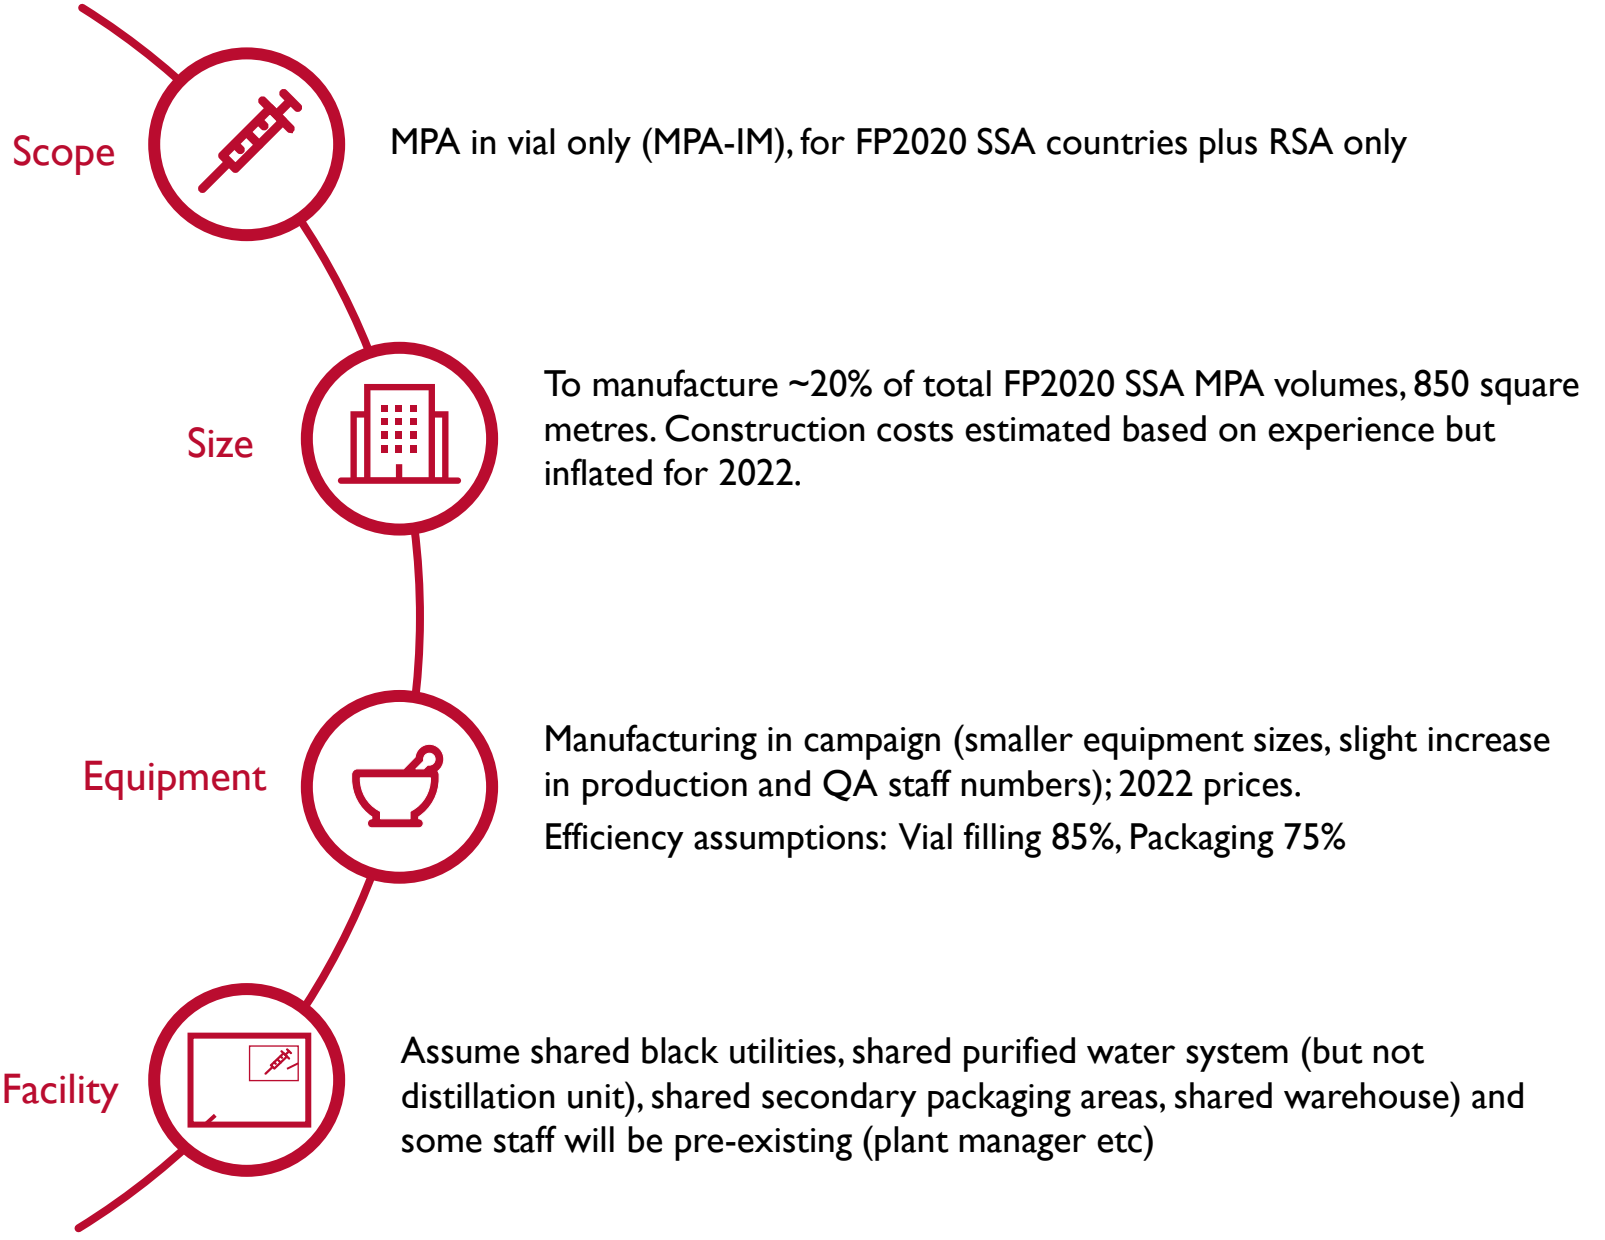 Scope
MPA in vial only (MPA-IM), for FP2020 SSA countries plus RSA only
Size
To manufacture ~20% of total FP2020 SSA MPA volumes, 850 square
metres. Construction costs estimated based on experience but
inflated for 2022.
Equipment
Manufacturing in campaign (smaller equipment sizes, slight increase
in production and QA staff numbers); 2022 prices.
Efficiency assumptions: Vial filling 85%, Packaging 75%
Facility
Assume shared black utilities, shared purified water system (but not
distillation unit), shared secondary packaging areas, shared warehouse) and
some staff will be pre-existing (plant manager etc)